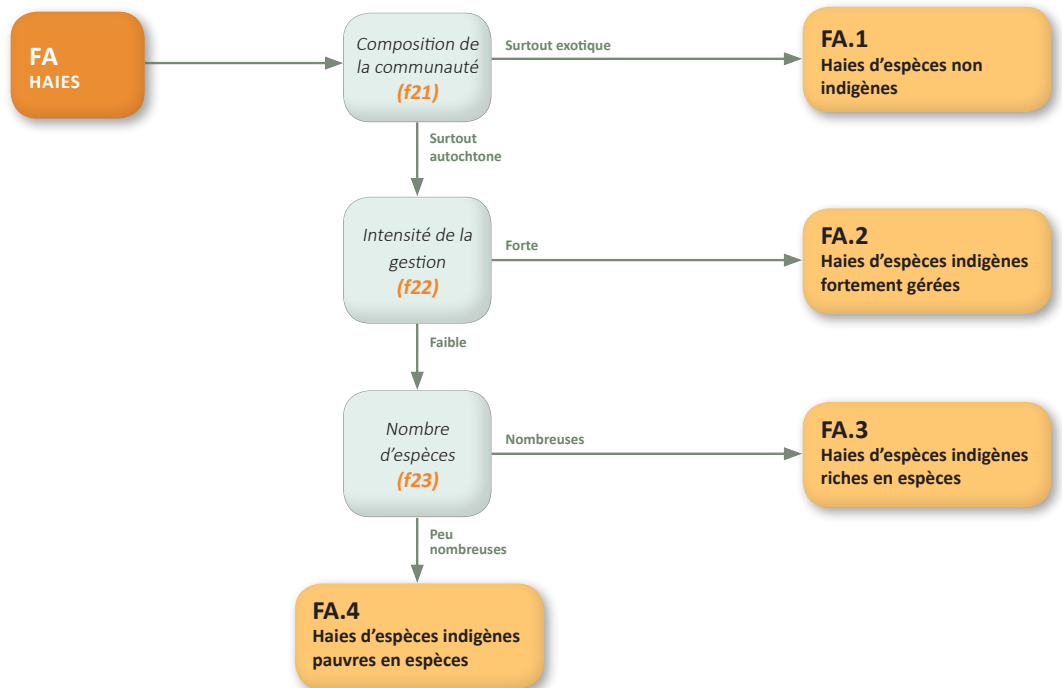 FA
HAIES
Composition de
la communauté
(f21)
Surtout exotique
FA.1
Haies d’espèces non
indigènes
Surtout
autochtone
Intensité de la
gestion
(f22)
Forte
FA.2
Haies d’espèces indigènes
fortement gérées
Faible
Nombre
d’espèces
(f23)
Nombreuses
FA.3
Haies d’espèces indigènes
riches en espèces
Peu
nombreuses
FA.4
Haies d’espèces indigènes
pauvres en espèces